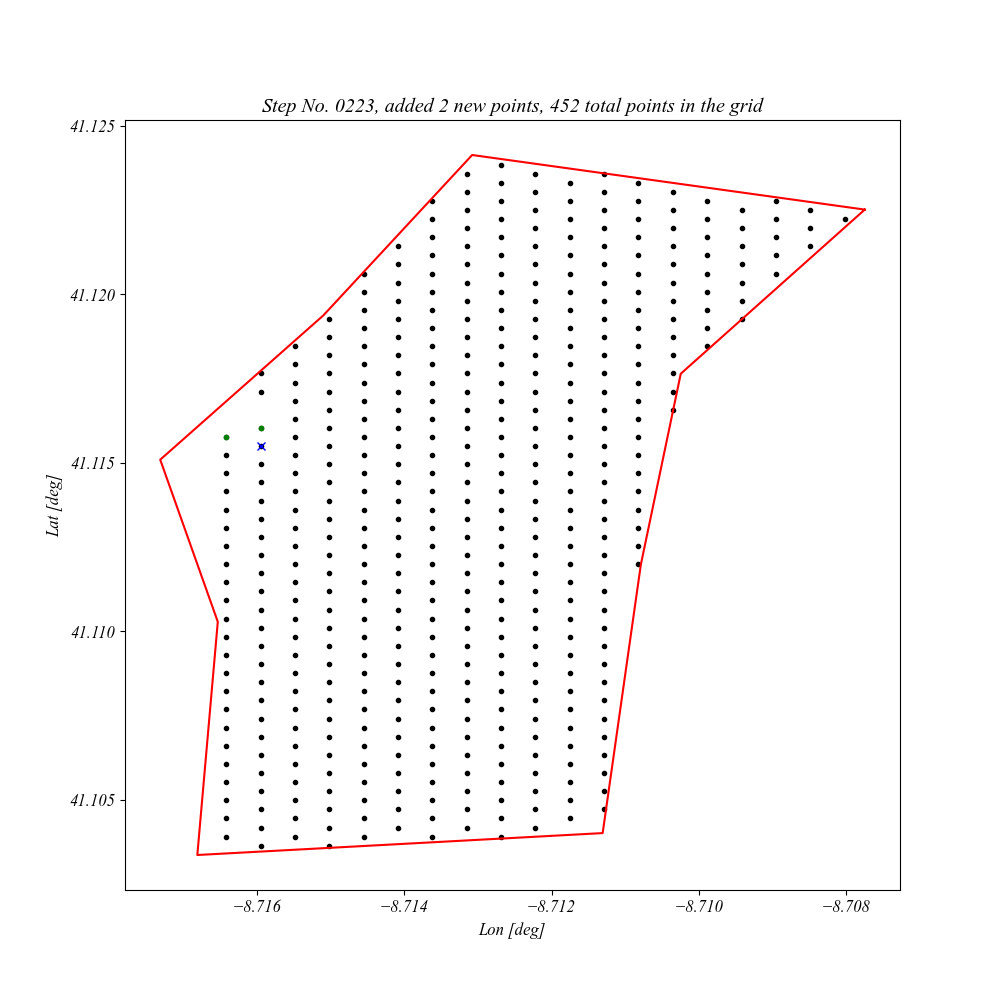 Step No. 0223, added 2 new points, 452 total points in the grid
41.125
41.120
41.115
41.110
41.105
Lat [deg]
−8.716 −8.714 −8.712 −8.710 −8.708
Lon [deg]